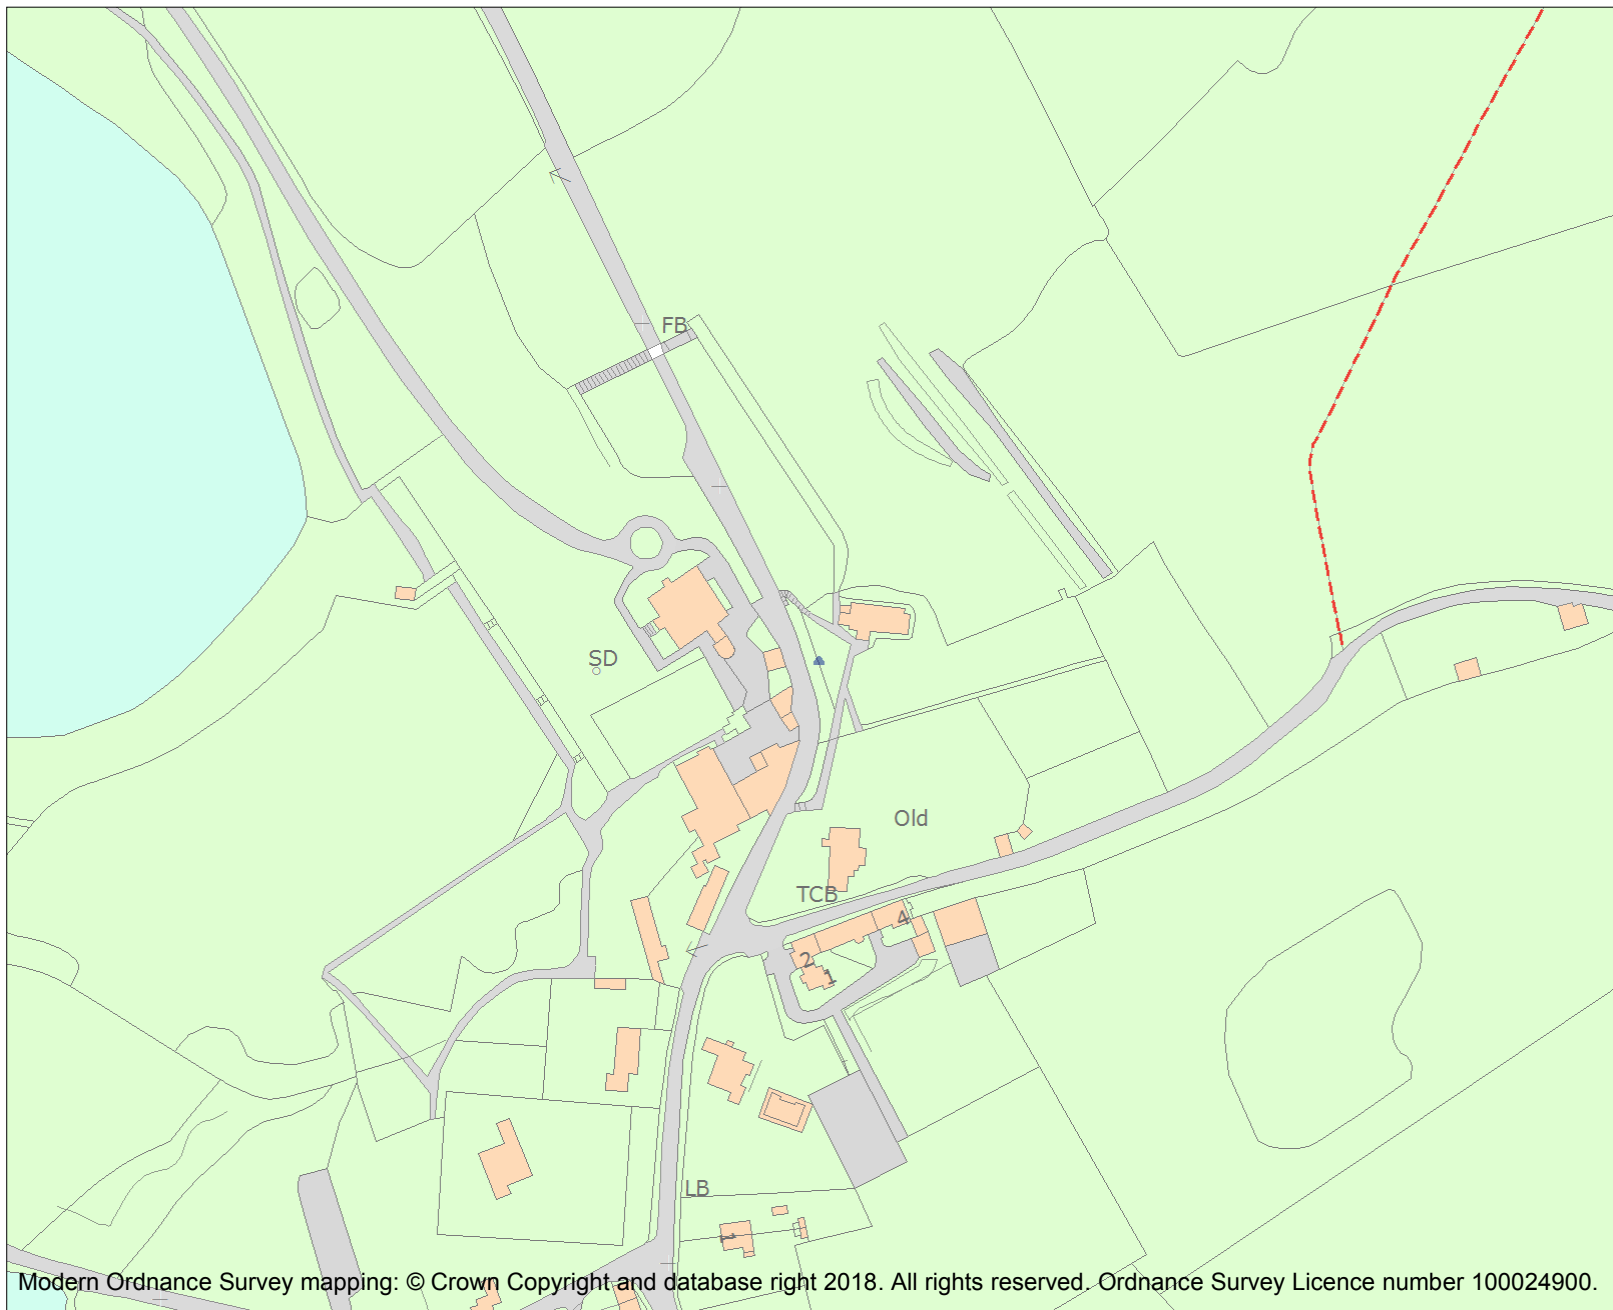 FB
SD
Old
TCB
4
2
1
LB
1
Modern Ordnance Survey mapping: © Crown Copyright and database right 2018. All rights reserved. Ordnance Survey Licence number 100024900.